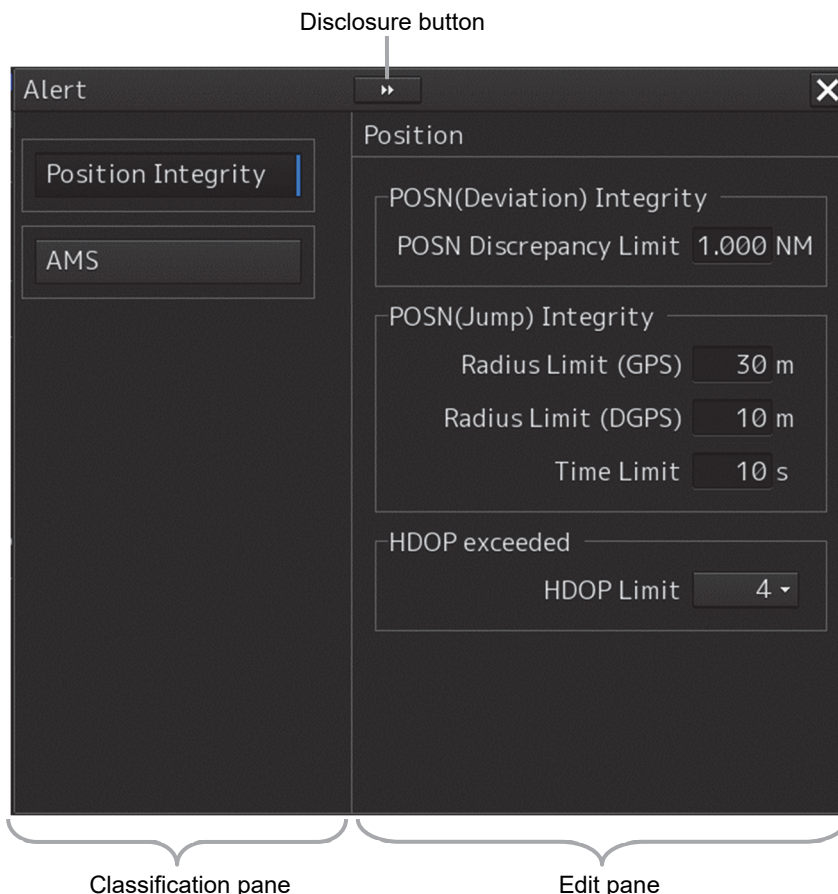 Disclosure button
Alert
Position Integrity
AMS
Position
POSN(Deviation) Integrity
POSN Discrepancy Limit 1.000 NM
POSN(Jump) Integrity
Radius Limit (GPS) 30 m
Radius Limit (DGPS) 10 m
Time Limit 10 s
HDOP exceeded
HDOP Limit 4
Classification pane
Edit pane